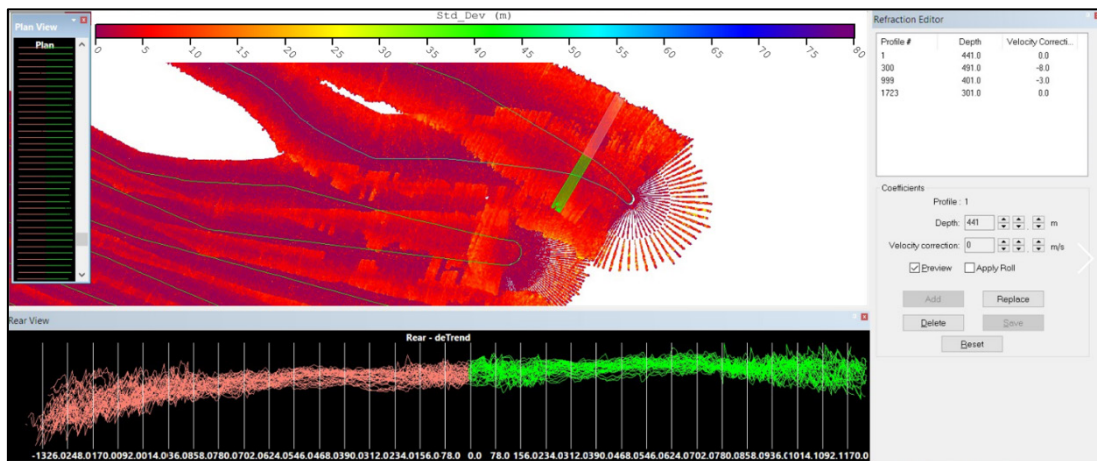 Plan View
Plan
Std_Dev (m)
0 5 10 15 20 25 30 35 40 45 50 55 60 65 70 75 80
Rear View
Rear - deTrend
78.0 0.0 78.0
Refraction Editor
Profile # Depth Velocity Correcti...
1 441.0 0.0
300 491.0 -8.0
999 401.0 -3.0
1723 301.0 0.0
Coefficients
Profile : 1
Depth: 441 m
Velocity correction: 0 m/s
Preview Apply Roll
Add Replace
Delete Save
Reset